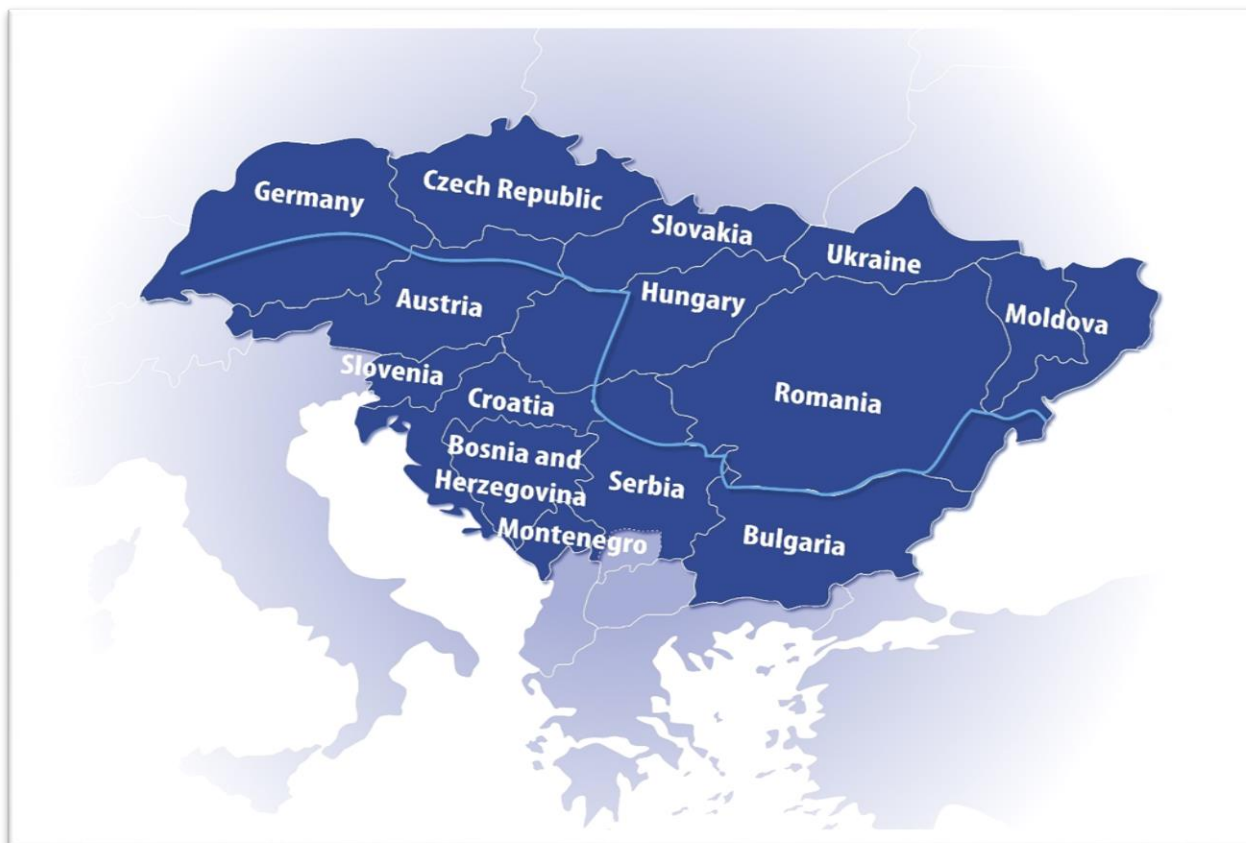 Germany
Czech Republic
Slovakia
Ukraine
Austria
Hungary
Moldova
Slovenia
Croatia
Romania
Bosnia and
Herzegovina
Serbia
Montenegro
Bulgaria